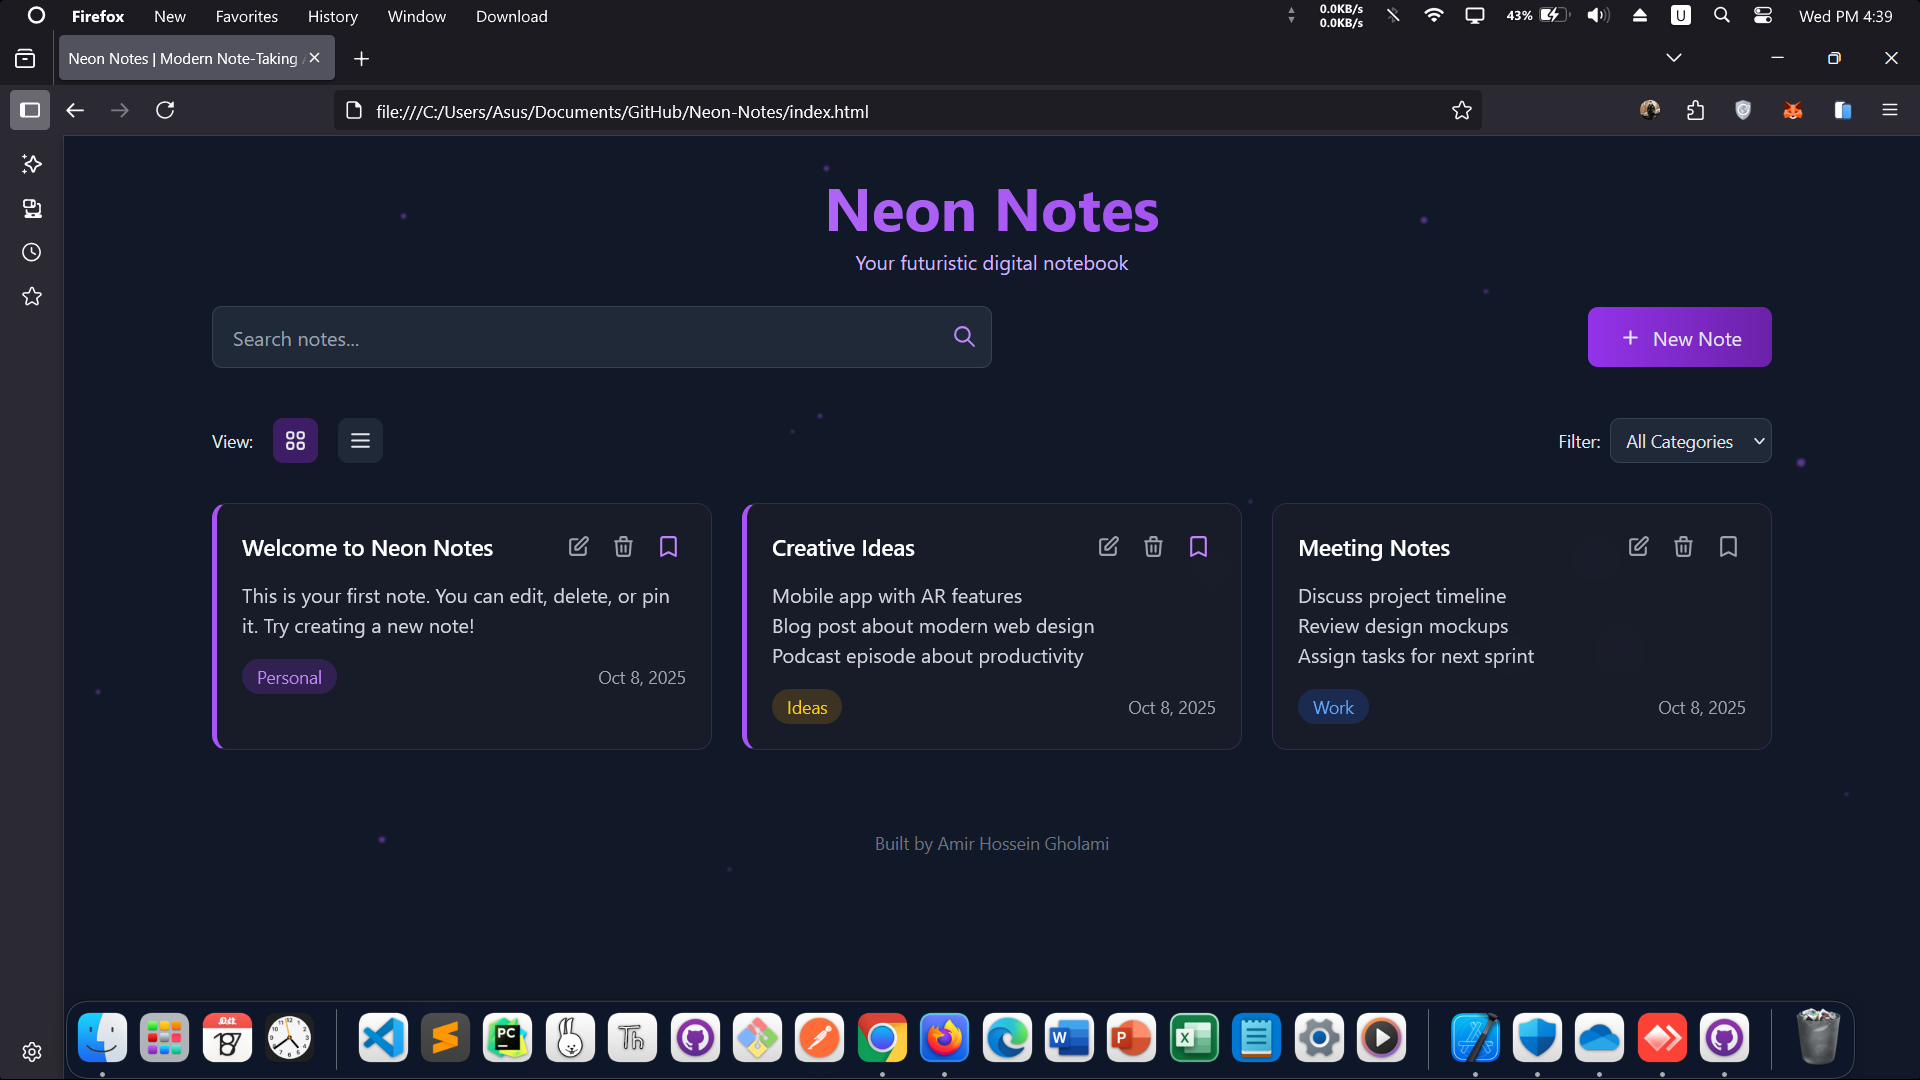 Firefox New Favorites History Window Download
0.0KB/s
0.0KB/s
43%
U
Wed PM 4:39
Neon Notes | Modern Note-Taking
file:///C:/Users/Asus/Documents/GitHub/Neon-Notes/index.html
Neon Notes
Your futuristic digital notebook
Search notes...
New Note
View:
Filter: All Categories
Welcome to Neon Notes
This is your first note. You can edit, delete, or pin
it. Try creating a new note!
Personal Oct 8, 2025
Creative Ideas
Mobile app with AR features
Blog post about modern web design
Podcast episode about productivity
Ideas Oct 8, 2025
Meeting Notes
Discuss project timeline
Review design mockups
Assign tasks for next sprint
Work Oct 8, 2025
Built by Amir Hossein Gholami
PC
Th
W
P
X